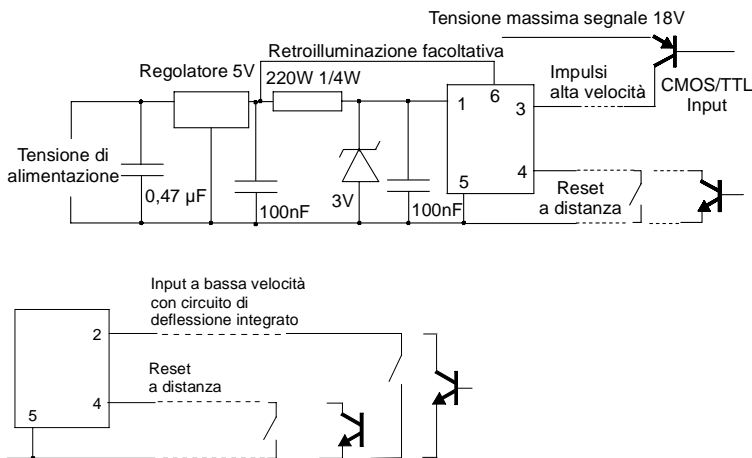 Tensione massima segnale 18V
Retroilluminazione facoltativa
Regolatore 5V
220W 1/4W
1
6
3
Impulsi
alta velocità
CMOS/TTL
Input
Tensione di
alimentazione
0,47 µF
100nF
3V
100nF
5
4
Reset
a distanza
Input a bassa velocità
con circuito di
deflessione integrato
2
Reset
a distanza
4
5